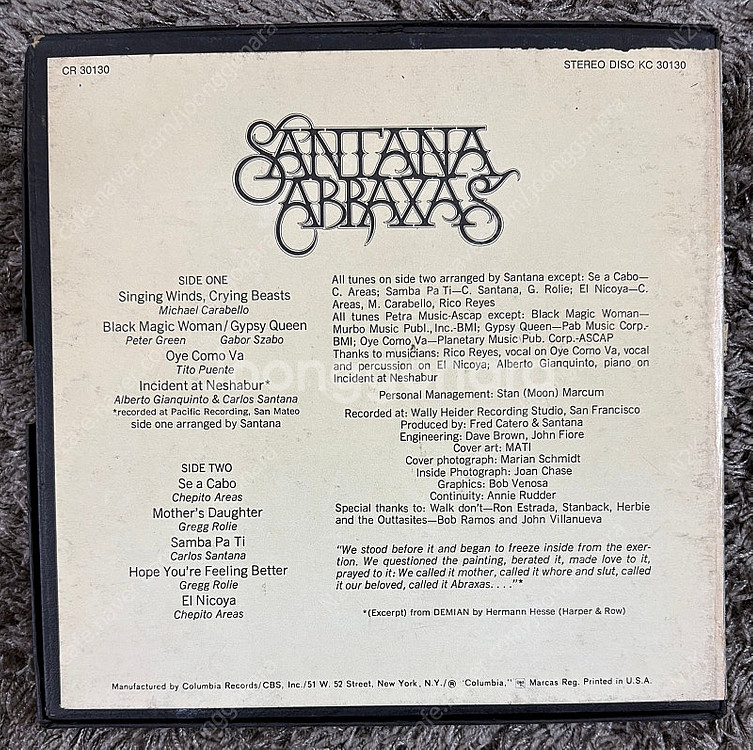 CR 30130
STEREO DISC KC 30130
SANTANA
ABRAXAS
SIDE ONE
Singing Winds, Crying Beasts
Michael Carabello
Black Magic Woman/Gypsy Queen
Peter Green Gabor Szabo
Oye Como Va
Tito Puente
Incident at Neshabur*
Alberto Gianquinto & Carlos Santana
*recorded at Pacific Recording, San Mateo
side one arranged by Santana
SIDE TWO
Se a Cabo
Chepito Areas
Mother's Daughter
Gregg Rolie
Samba Pa Ti
Carlos Santana
Hope You're Feeling Better
Gregg Rolie
El Nicoya
Chepito Areas
All tunes on side two arranged by Santana except: Se a Cabo—
C. Areas; Samba Pa Ti—C. Santana, G. Rolie; El Nicoya—C.
Areas, M. Carabello, Rico Reyes
All tunes Petra Music-Ascap except: Black Magic Woman—
Murbo Music Publ., Inc.-BMI; Gypsy Queen—Pab Music Corp.-
BMI; Oye Como Va—Planetary Music Pub. Corp.-ASCAP
Thanks to musicians: Rico Reyes, vocal on Oye Como Va, vocal
and percussion on El Nicoya; Alberto Gianquinto, piano on
Incident at Neshabur
Personal Management: Stan (Moon) Marcum
Recorded at: Wally Heider Recording Studio, San Francisco
Produced by: Fred Catero & Santana
Engineering: Dave Brown, John Fiore
Cover art: MATI
Cover photograph: Marian Schmidt
Inside Photograph: Joan Chase
Graphics: Bob Venosa
Continuity: Annie Rudder
Special thanks to: Walk don't—Ron Estrada, Stanback, Herbie
and the Outtasites—Bob Ramos and John Villanueva
"We stood before it and began to freeze inside from the exer-
tion. We questioned the painting, berated it, made love to it,
prayed to it: We called it mother, called it whore and slut, called
it our beloved, called it Abraxas. . . ."*
*(Excerpt) from DEMIAN by Hermann Hesse (Harper & Row)
Manufactured by Columbia Records/CBS, Inc./51 W. 52 Street, New York, N.Y./® "Columbia," Marcas Reg. Printed in U.S.A.
joonggonara